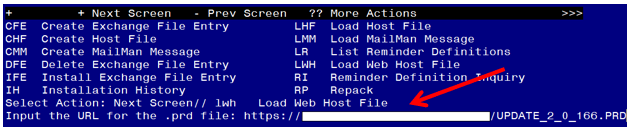 + + Next Screen - Prev Screen ?? More Actions >>>
CFE Create Exchange File Entry LHF Load Host File
CHF Create Host File LMM Load MailMan Message
CMM Create MailMan Message LR List Reminder Definitions
DFE Delete Exchange File Entry LWH Load Web Host File
IFE Install Exchange File Entry RI Reminder Definition Inquiry
IH Installation History RP Repack
Select Action: Next Screen// lwh Load Web Host File
Input the URL for the .prd file: https:// /UPDATE_2_0_166.PRD